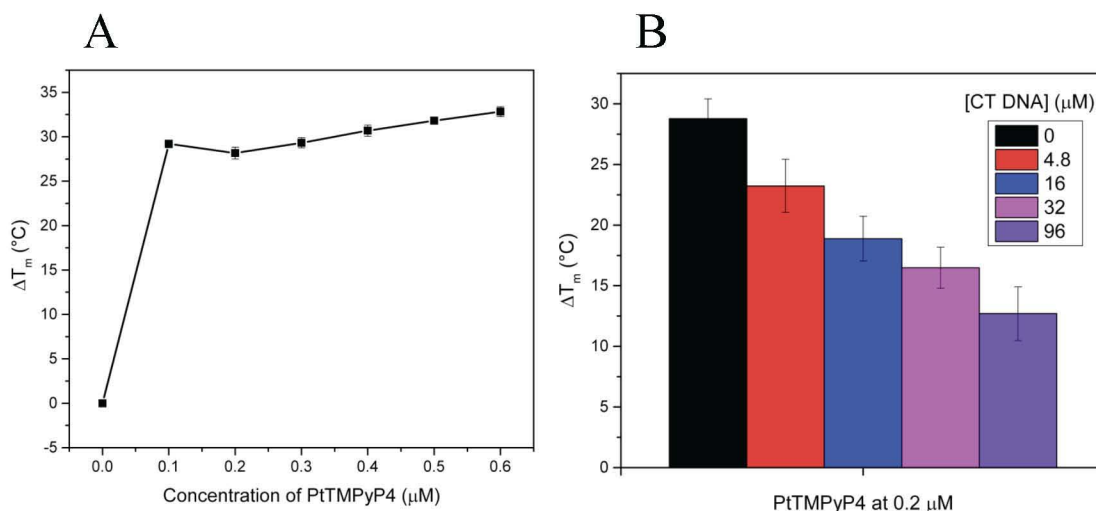 A
35
30
25
20
15
10
5
0
-5
ΔTm (°C)
0.0 0.1 0.2 0.3 0.4 0.5 0.6
Concentration of PtTMPyP4 (μM)
B
30
25
20
15
10
5
0
ΔTm (°C)
[CT DNA] (μM)
0
4.8
16
32
96
PtTMPyP4 at 0.2 μM